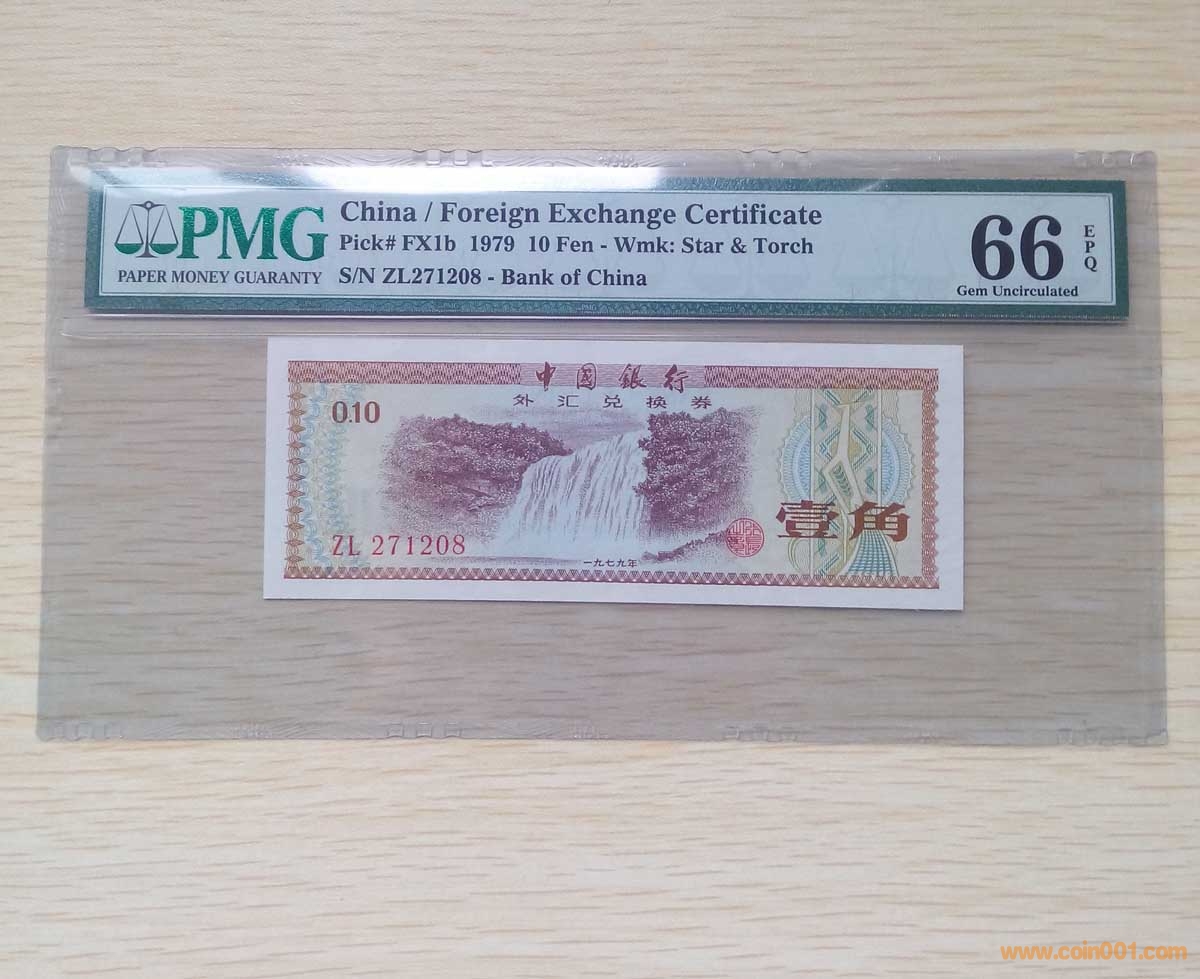 PMG
PAPER MONEY GUARANTY
China / Foreign Exchange Certificate
Pick# FX1b 1979 10 Fen - Wmk: Star & Torch
S/N ZL271208 - Bank of China
66
EPQ
Gem Uncirculated
中国银行
外汇兑换券
0.10
壹角
ZL 271208
一九七九年
www.coin001.com